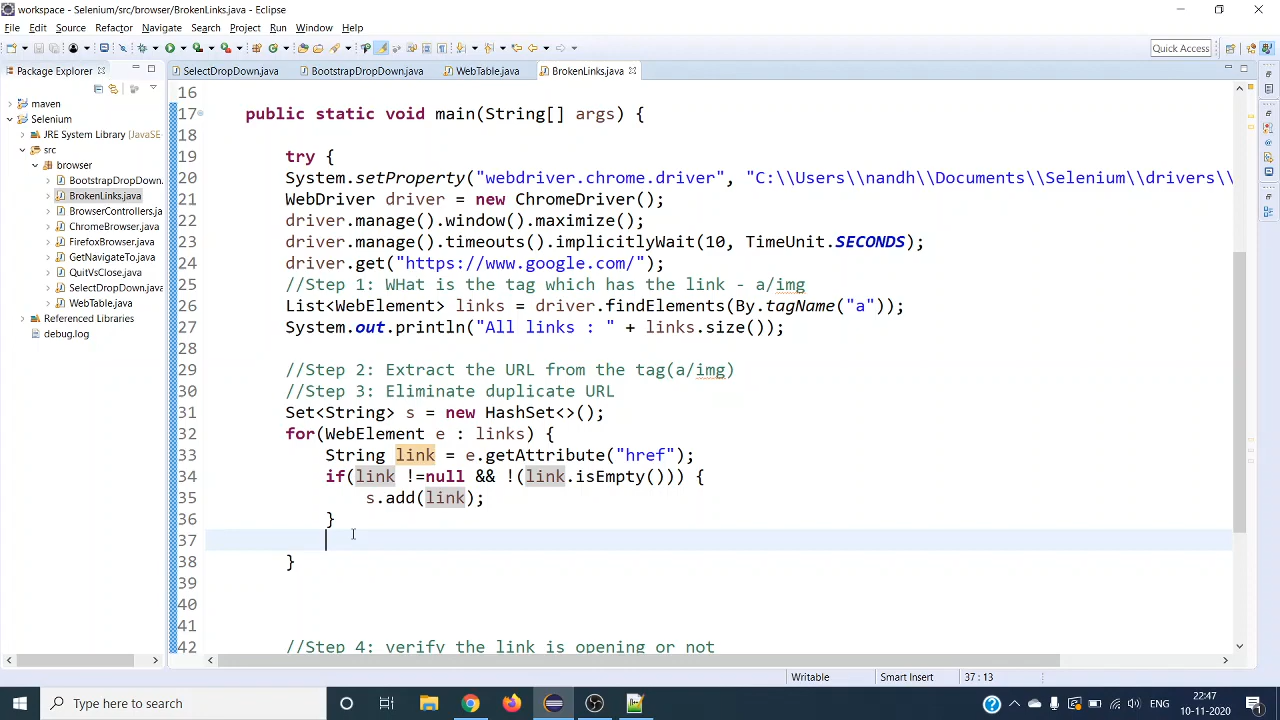 workspace - Selenium/src/browser/BrokenLinks.java - Eclipse
File Edit Source Refactor Navigate Search Project Run Window Help
Quick Access
Package Explorer
SelectDropDown.java
BootstrapDropDown.java
WebTable.java
BrokenLinks.java
maven
Selenium
JRE System Library [JavaSE-
src
browser
BootstrapDropDown.
BrokenLinks.java
BrowserControllers.ja
ChromeBrowser.java
FirefoxBrowser.java
GetNavigateTo.java
QuitVsClose.java
SelectDropDown.java
WebTable.java
Referenced Libraries
debug.log
16
17 public static void main(String[] args) {
18
19 try {
20 System.setProperty("webdriver.chrome.driver", "C:\\Users\\nandh\\Documents\\Selenium\\drivers\\
21 WebDriver driver = new ChromeDriver();
22 driver.manage().window().maximize();
23 driver.manage().timeouts().implicitlyWait(10, TimeUnit.SECONDS);
24 driver.get("https://www.google.com/");
25 //Step 1: WHat is the tag which has the link - a/img
26 List<WebElement> links = driver.findElements(By.tagName("a"));
27 System.out.println("All links : " + links.size());
28
29 //Step 2: Extract the URL from the tag(a/img)
30 //Step 3: Eliminate duplicate URL
31 Set<String> s = new HashSet<>();
32 for(WebElement e : links) {
33 String link = e.getAttribute("href");
34 if(link !=null && !(link.isEmpty())) {
35 s.add(link);
36 }
37
38 }
39
40
41
42 //Step 4: verify the link is opening or not
Writable
Smart Insert
37 : 13
Type here to search
ENG
22:47
10-11-2020
1